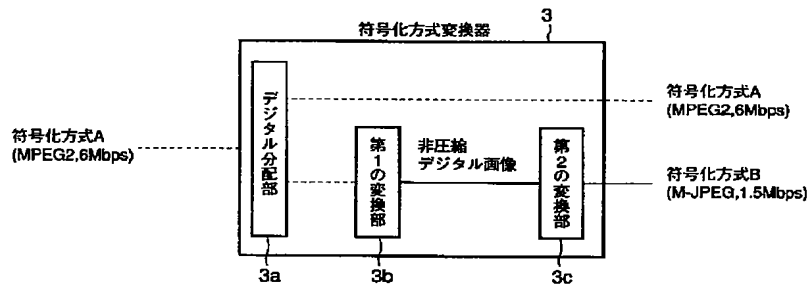 3
符号化方式変換器
符号化方式A
(MPEG2,6Mbps)
デジタル分配部
符号化方式A
(MPEG2,6Mbps)
第1の変換部
非圧縮
デジタル画像
第2の変換部
符号化方式B
(M-JPEG,1.5Mbps)
3a
3b
3c